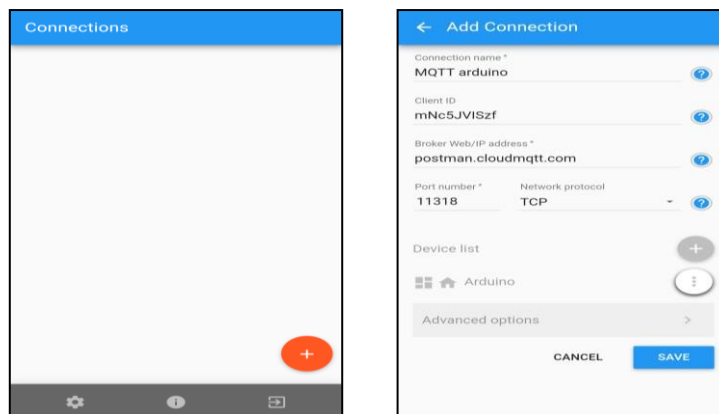 Connections
← Add Connection
Connection name *
MQTT arduino
Client ID
mNc5JVISzf
Broker Web/IP address *
postman.cloudmqtt.com
Port number * Network protocol
11318 TCP
Device list
Arduino
Advanced options >
CANCEL SAVE